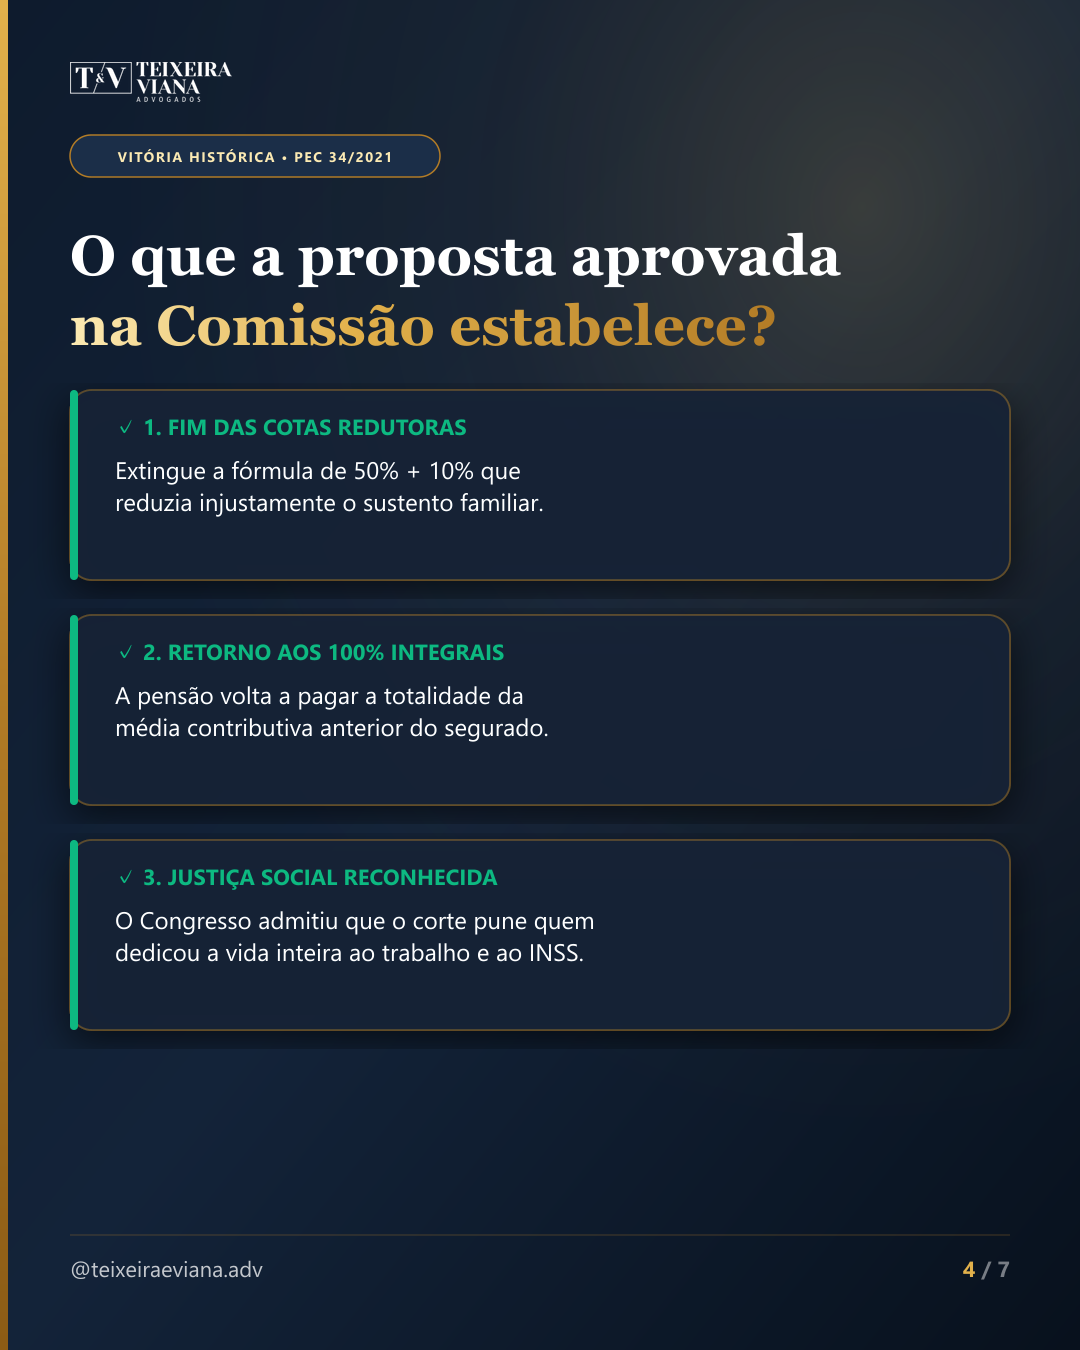 T&V TEIXEIRA
VIANA
ADVOGADOS
VITÓRIA HISTÓRICA • PEC 34/2021
O que a proposta aprovada
na Comissão estabelece?
✓ 1. FIM DAS COTAS REDUTORAS
Extingue a fórmula de 50% + 10% que
reduzia injustamente o sustento familiar.
✓ 2. RETORNO AOS 100% INTEGRAIS
A pensão volta a pagar a totalidade da
média contributiva anterior do segurado.
✓ 3. JUSTIÇA SOCIAL RECONHECIDA
O Congresso admitiu que o corte pune quem
dedicou a vida inteira ao trabalho e ao INSS.
@teixeiraeviana.adv
4 / 7